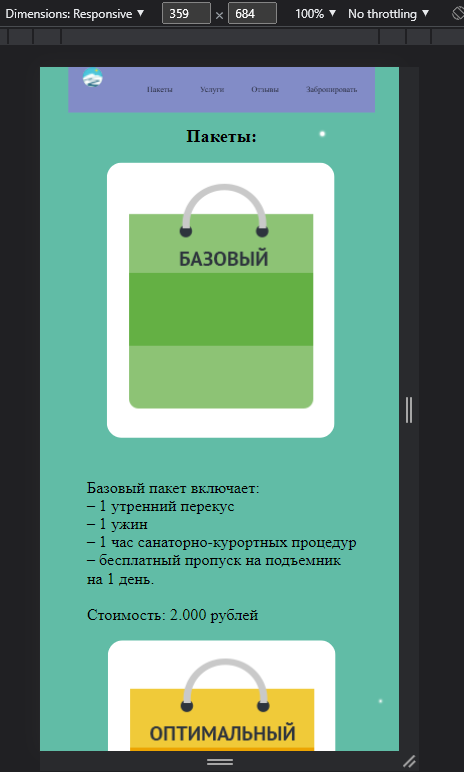 Dimensions: Responsive ▼ 359 × 684 100% ▼ No throttling ▼
Пакеты Услуги Отзывы Забронировать
Пакеты:
БАЗОВЫЙ
Базовый пакет включает:
– 1 утренний перекус
– 1 ужин
– 1 час санаторно-курортных процедур
– бесплатный пропуск на подъемник
на 1 день.
Стоимость: 2.000 рублей
ОПТИМАЛЬНЫЙ